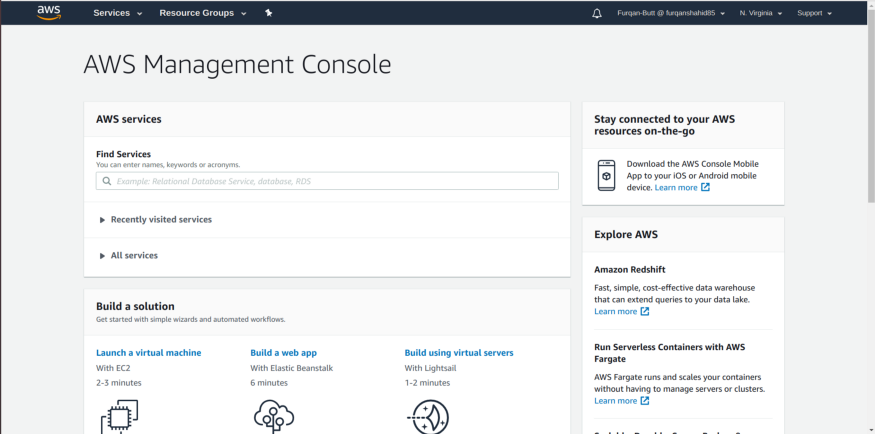 aws
Services
Resource Groups
Furqan-Butt @ furqanshahid85
N. Virginia
Support
AWS Management Console
AWS services
Find Services
You can enter names, keywords or acronyms.
Example: Relational Database Service, database, RDS
Recently visited services
All services
Build a solution
Get started with simple wizards and automated workflows.
Launch a virtual machine
With EC2
2-3 minutes
Build a web app
With Elastic Beanstalk
6 minutes
Build using virtual servers
With Lightsail
1-2 minutes
Stay connected to your AWS
resources on-the-go
Download the AWS Console Mobile
App to your iOS or Android mobile
device. Learn more
Explore AWS
Amazon Redshift
Fast, simple, cost-effective data warehouse
that can extend queries to your data lake.
Learn more
Run Serverless Containers with AWS
Fargate
AWS Fargate runs and scales your containers
without having to manage servers or clusters.
Learn more